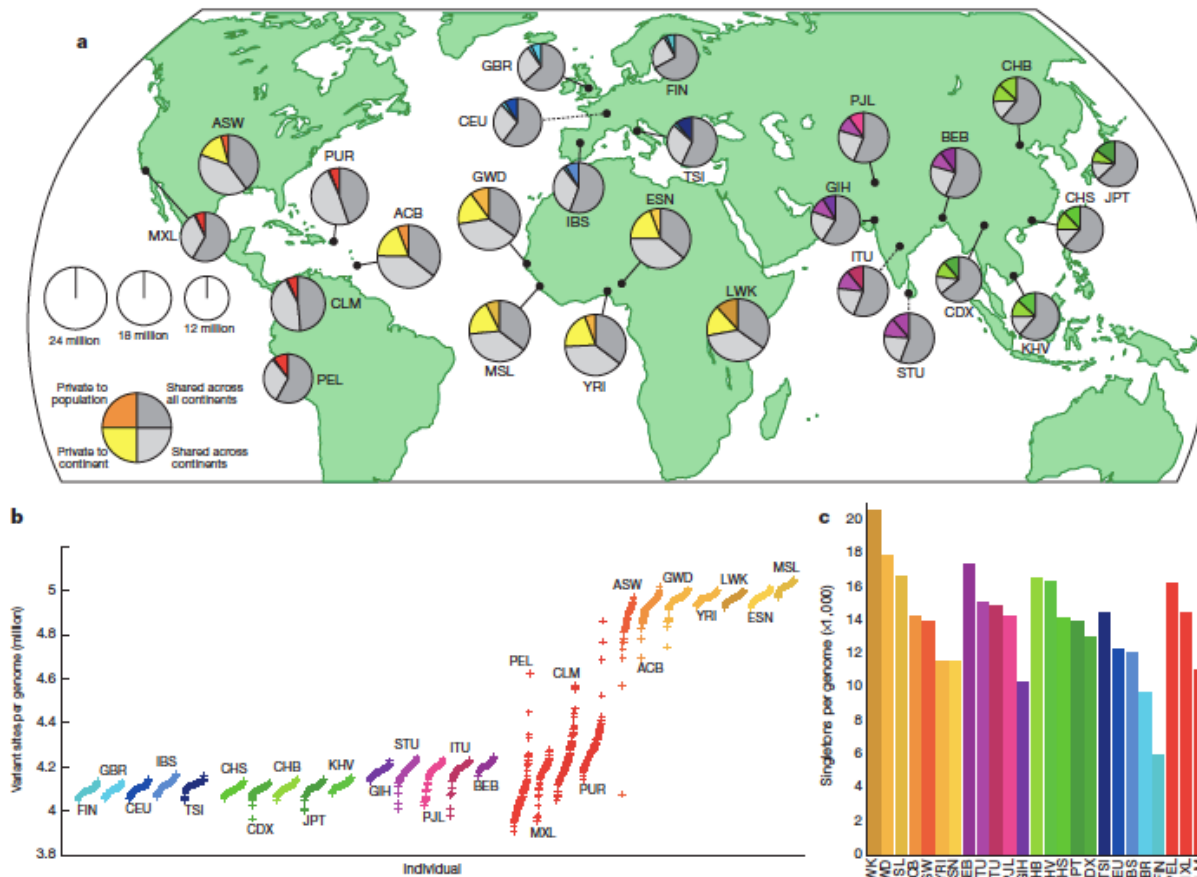 a
GBR
FIN
CHB
CEU
PJL
ASW
BEB
PUR
TSI
GWD
ESN
JPT
IBS
GIH
CHS
ACB
MXL
ITU
LWK
CDX
CLM
24 million
18 million
12 million
KHV
MSL
YRI
STU
PEL
Private to population
Shared across all continents
Private to continent
Shared across continents
b
Variant sites per genome (million)
5
4.8
4.6
4.4
4.2
4
3.8
FIN
GBR
CEU
IBS
TSI
CHS
CDX
CHB
JPT
KHV
GIH
STU
PJL
ITU
BEB
PEL
MXL
CLM
PUR
ASW
ACB
GWD
YRI
LWK
ESN
MSL
Individual
c
Singletons per genome (×1,000)
20
18
16
14
12
10
8
6
4
2
0